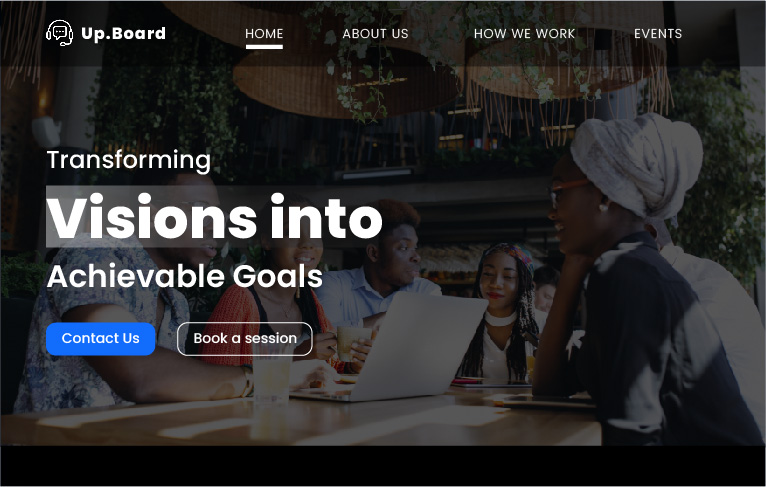 Up.Board
HOME
ABOUT US
HOW WE WORK
EVENTS
Transforming
Visions into
Achievable Goals
Contact Us
Book a session